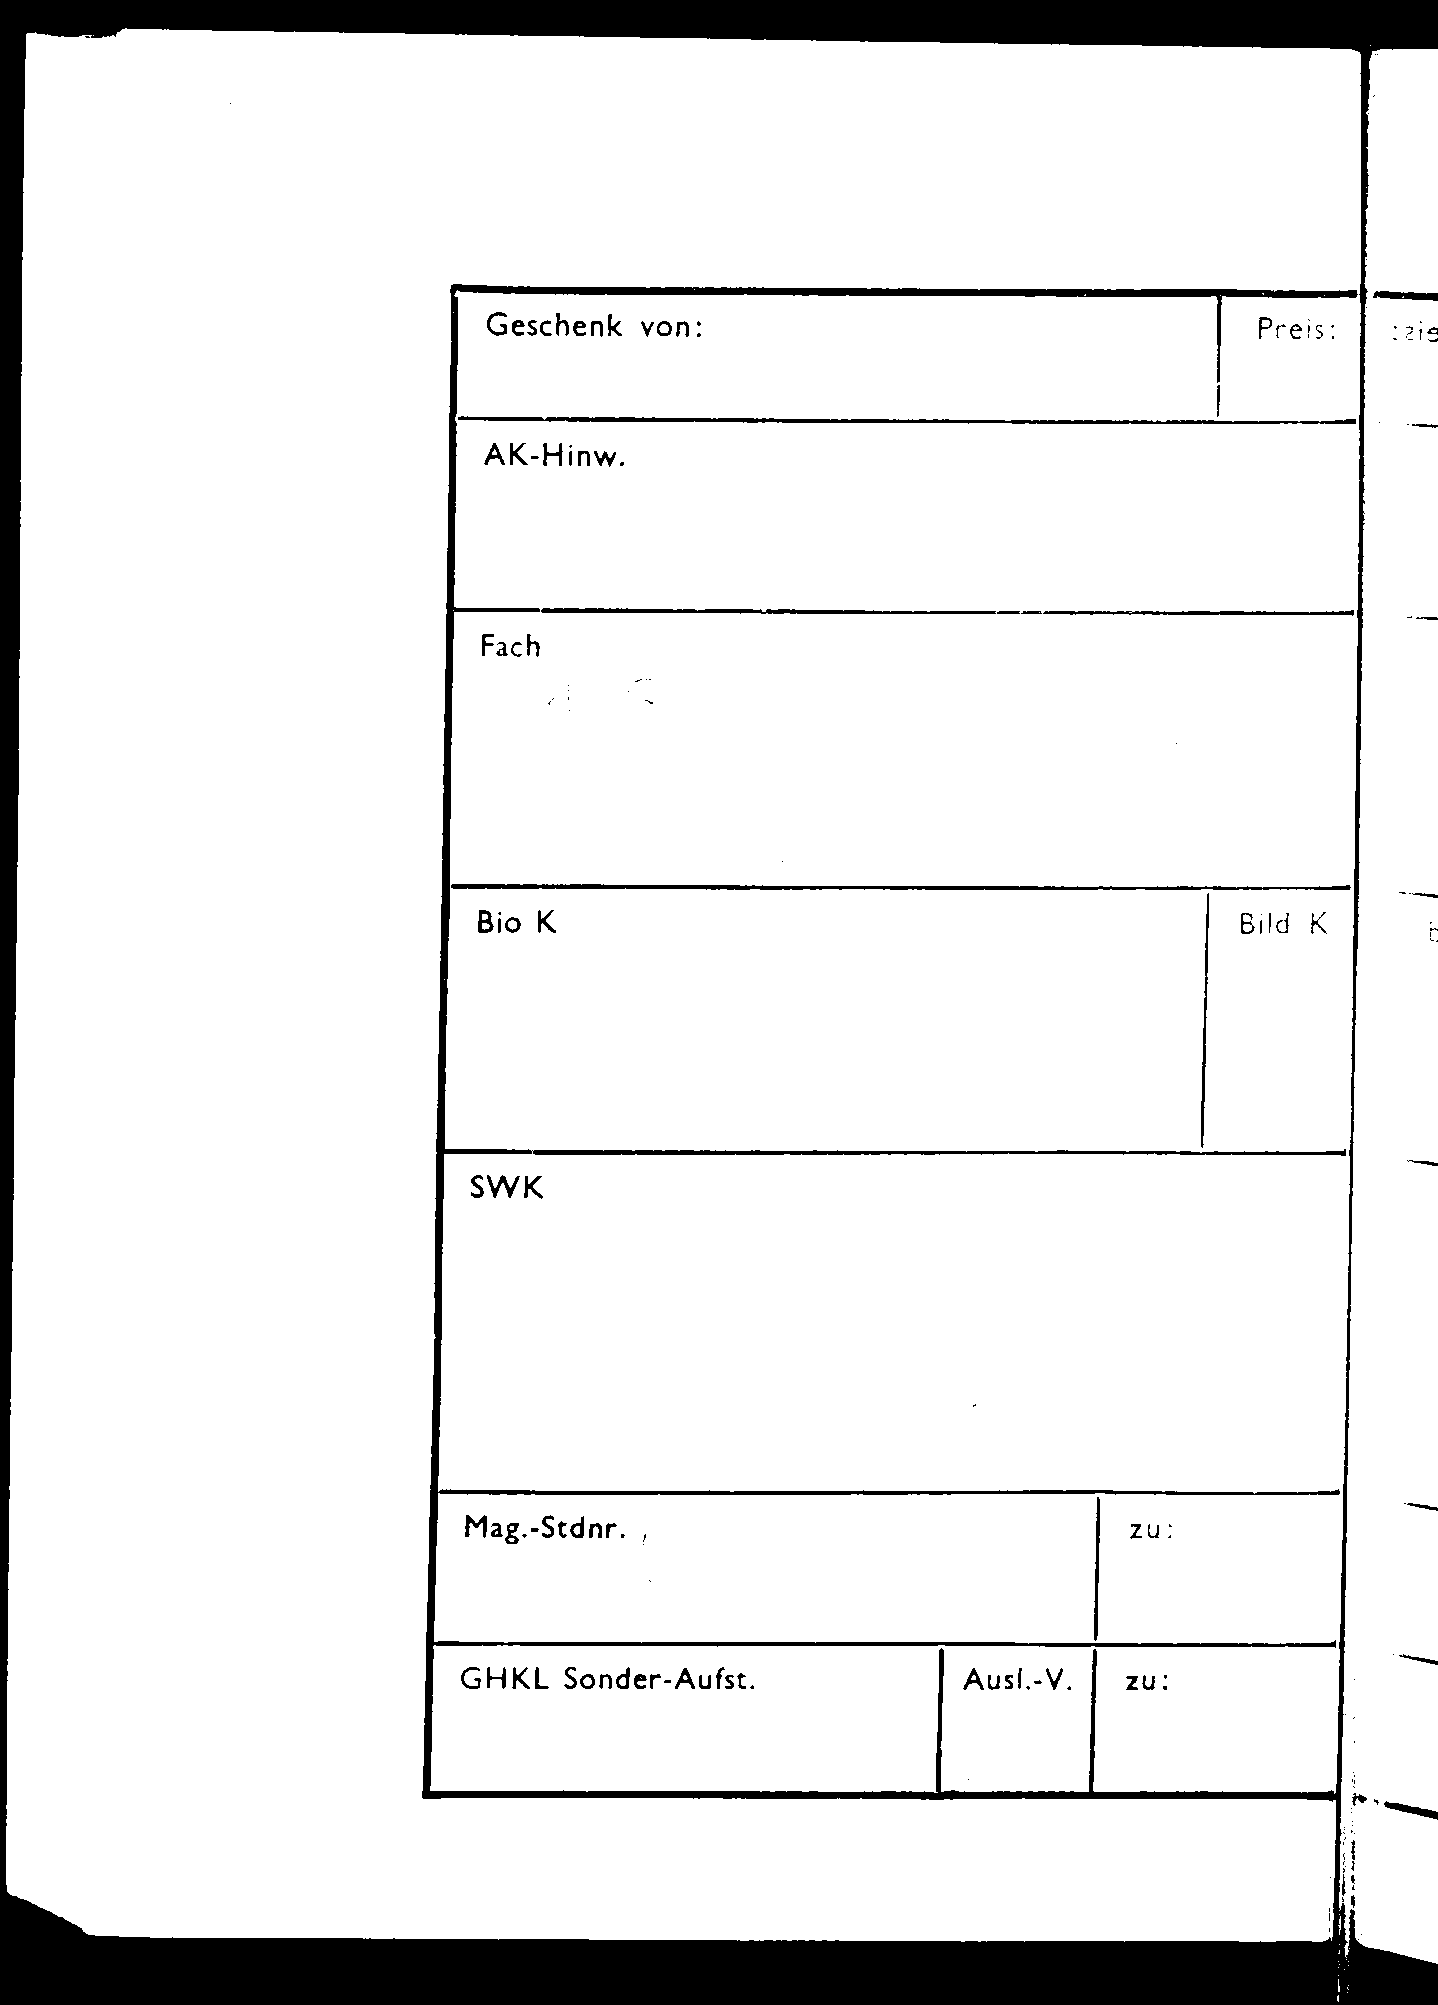 Geschenk von: Preis:
AK-Hinw.
Fach
Bio K Bild K
SWK
Mag.-Stdnr. zu:
GHKL Sonder-Aufst. Ausl.-V. zu: